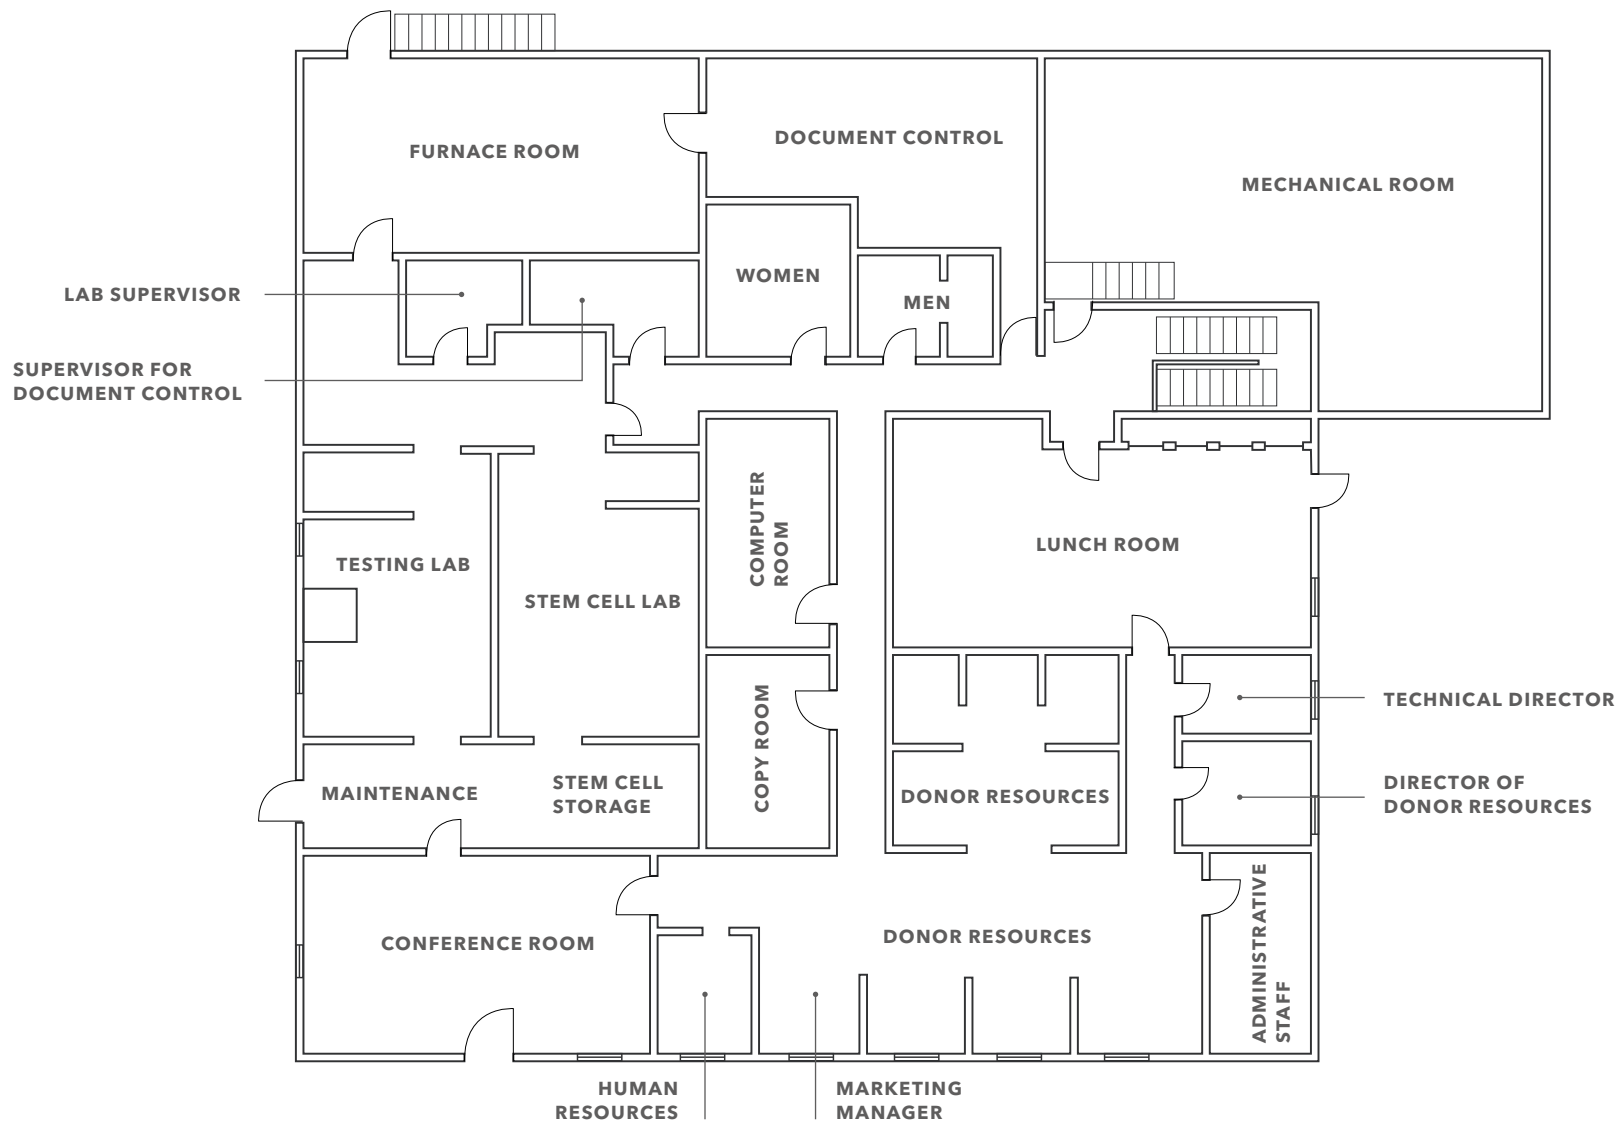 FURNACE ROOM
DOCUMENT CONTROL
MECHANICAL ROOM
WOMEN
MEN
LAB SUPERVISOR
SUPERVISOR FOR
DOCUMENT CONTROL
COMPUTER
ROOM
LUNCH ROOM
TESTING LAB
STEM CELL LAB
TECHNICAL DIRECTOR
COPY ROOM
MAINTENANCE
STEM CELL
STORAGE
DONOR RESOURCES
DIRECTOR OF
DONOR RESOURCES
CONFERENCE ROOM
DONOR RESOURCES
ADMINISTRATIVE
STAFF
HUMAN
RESOURCES
MARKETING
MANAGER